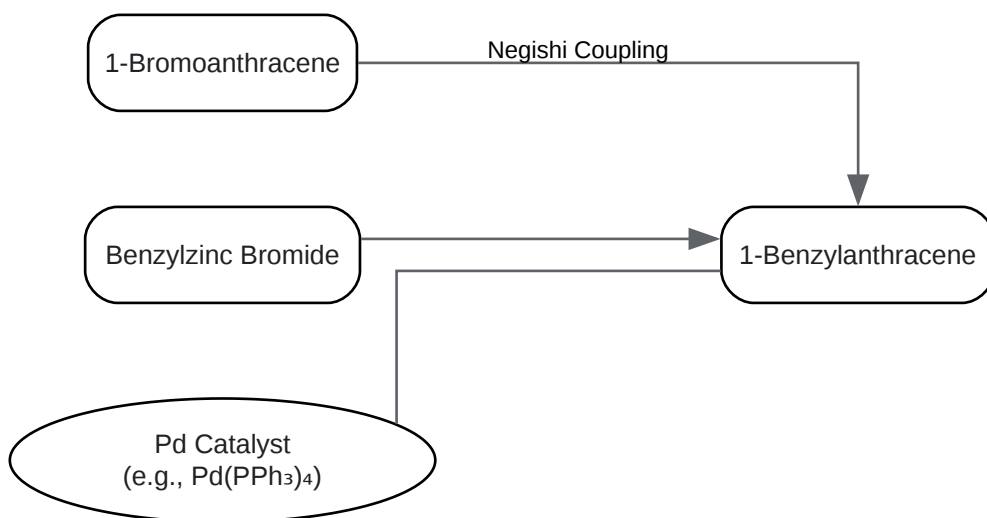 1-Bromoanthracene
Negishi Coupling
Benzylzinc Bromide
1-Benzylanthracene
Pd Catalyst
(e.g., Pd(PPh₃)₄)